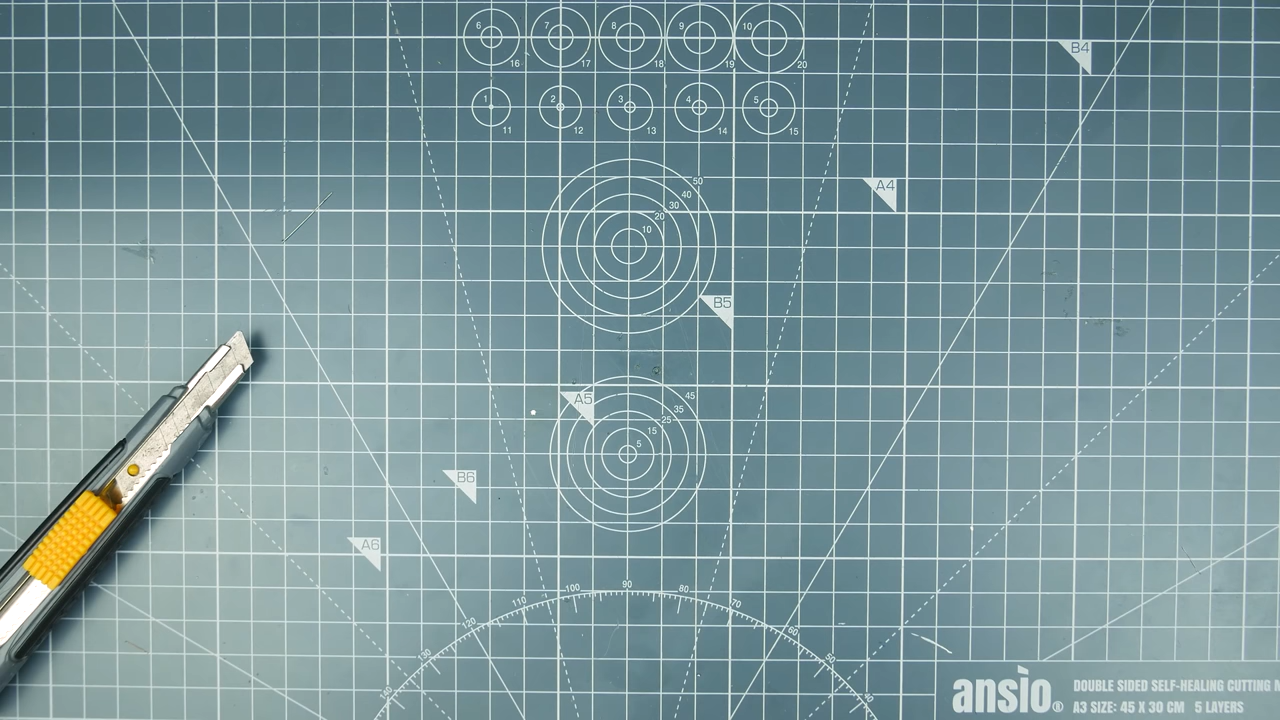 6 7 8 9 10
16 17 18 19 20
1 2 3 4 5
11 12 13 14 15
B4
A4
50
40
30
20
10
B5
A5
45
35
25
15
5
B6
A6
140 130 120 110 100 90 80 70 60 50 40
ansio®
DOUBLE SIDED SELF-HEALING CUTTING M
A3 SIZE: 45 X 30 CM 5 LAYERS